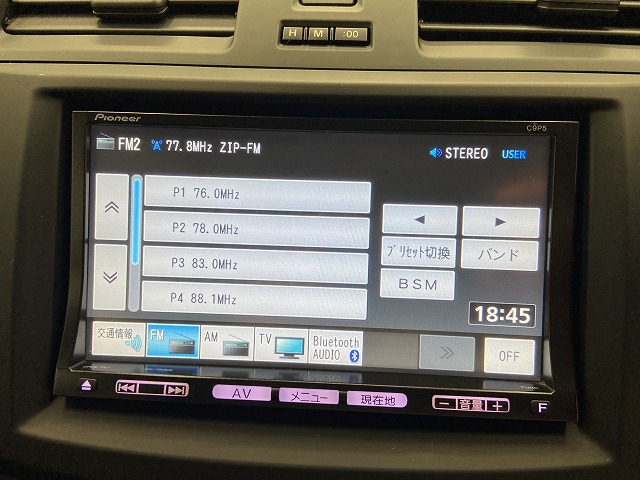 H M :00
Pioneer
C9P5
FM2 77.8MHz ZIP-FM
STEREO USER
P1 76.0MHz
P2 78.0MHz
P3 83.0MHz
P4 88.1MHz
プリセット切換 バンド
BSM
18:45
交通情報 FM AM TV Bluetooth
AUDIO
OFF
AV メニュー 現在地
− 音量 + F